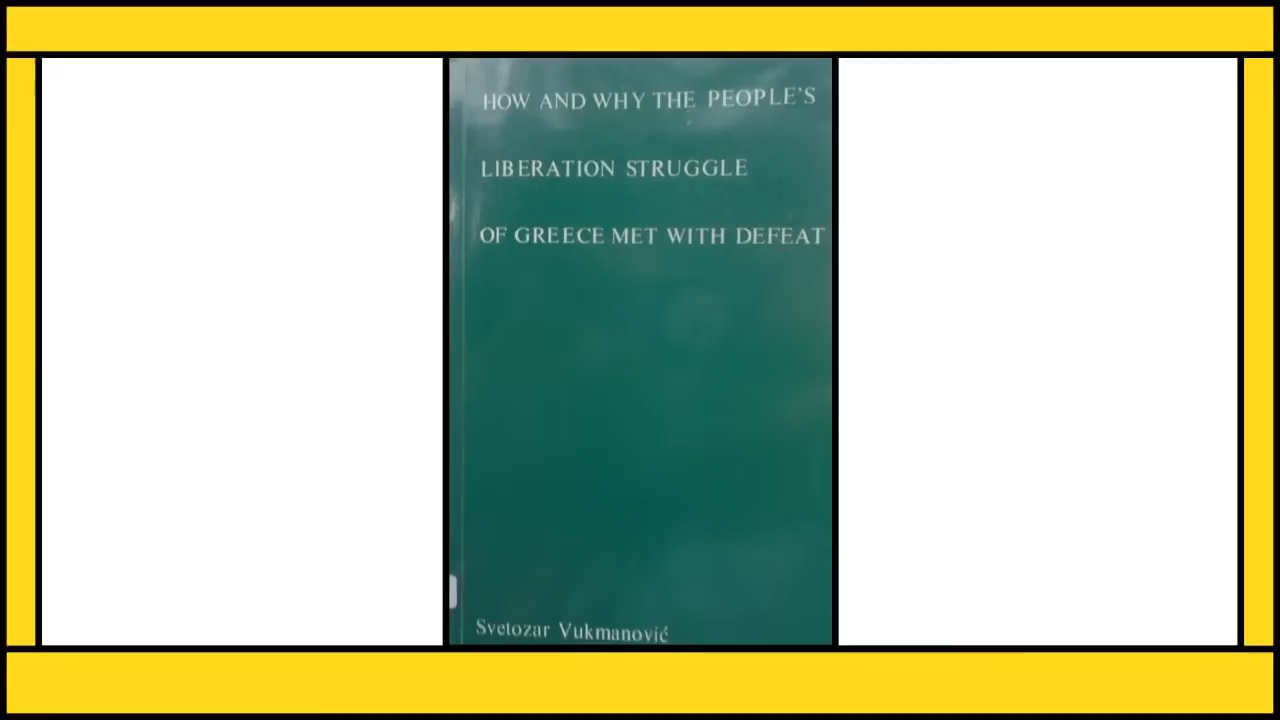 HOW AND WHY THE PEOPLE'S
LIBERATION STRUGGLE
OF GREECE MET WITH DEFEAT
Svetozar Vukmanović